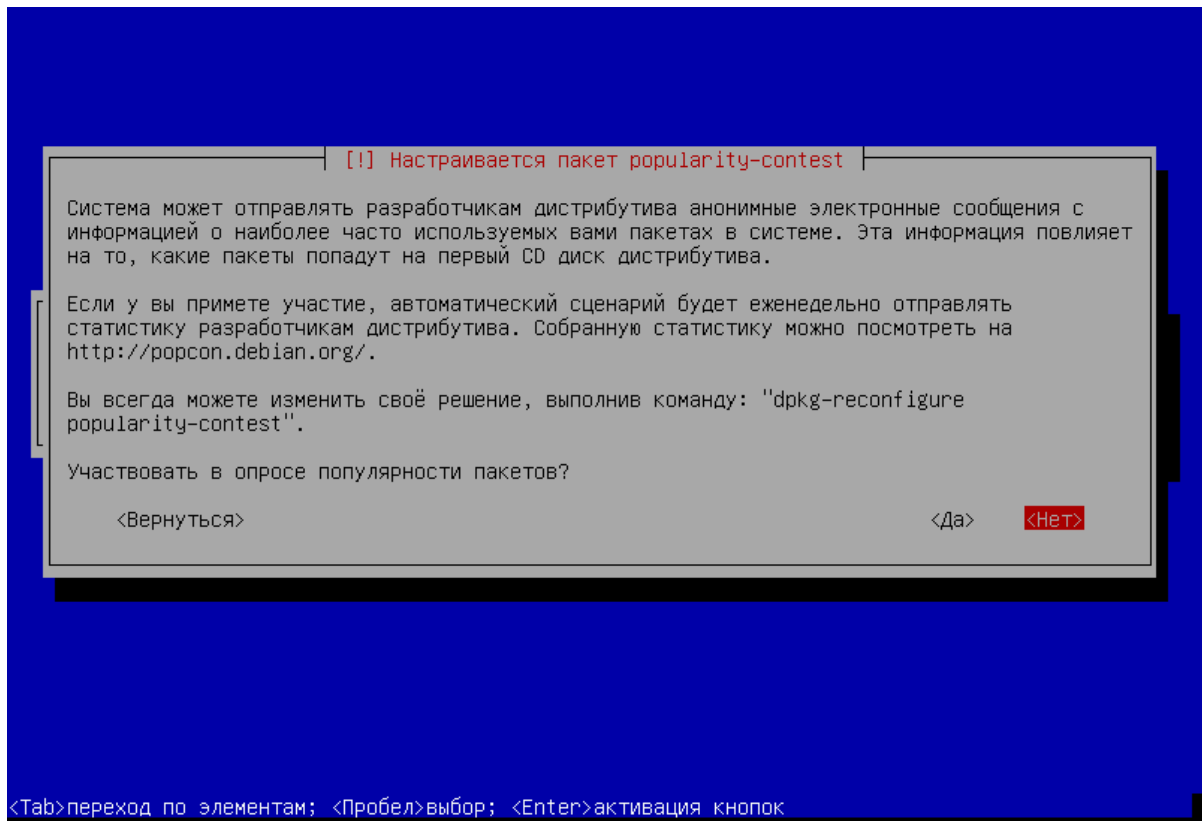 [!] Настраивается пакет popularity-contest
Система может отправлять разработчикам дистрибутива анонимные электронные сообщения с
информацией о наиболее часто используемых вами пакетах в системе. Эта информация повлияет
на то, какие пакеты попадут на первый CD диск дистрибутива.
Если у вы примете участие, автоматический сценарий будет еженедельно отправлять
статистику разработчикам дистрибутива. Собранную статистику можно посмотреть на
http://popcon.debian.org/.
Вы всегда можете изменить своё решение, выполнив команду: "dpkg-reconfigure
popularity-contest".
Участвовать в опросе популярности пакетов?
<Вернуться> <Да> <Нет>
<Tab>переход по элементам; <Пробел>выбор; <Enter>активация кнопок